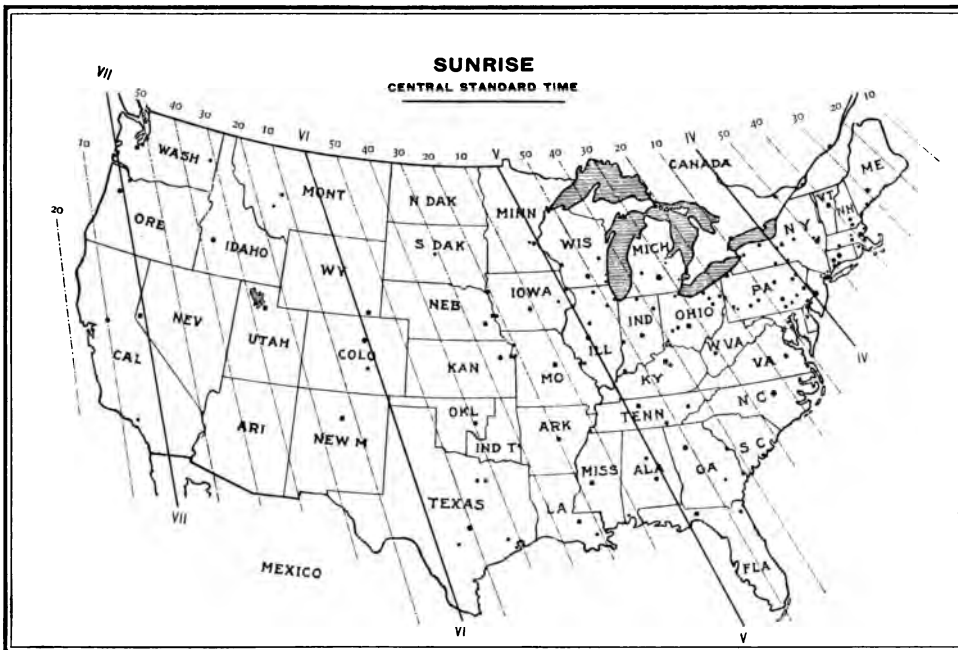 SUNRISE
CENTRAL STANDARD TIME
VII
50
40
30
20
10
VI
50
40
30
20
10
V
50
40
30
20
10
IV
50
40
30
20
10
10
20
WASH
MONT
N DAK
MINN
CANADA
ME
ORE
IDAHO
S DAK
WIS
MICH
N Y
VT
NH
WY
IOWA
PA
NEV
NEB
ILL
IND
OHIO
UTAH
COLO
KAN
MO
W VA
VA
CAL
KY
ARI
NEW M
OKL
IND T
ARK
TENN
N C
S C
TEXAS
LA
MISS
ALA
GA
FLA
MEXICO
VII
VI
V
IV